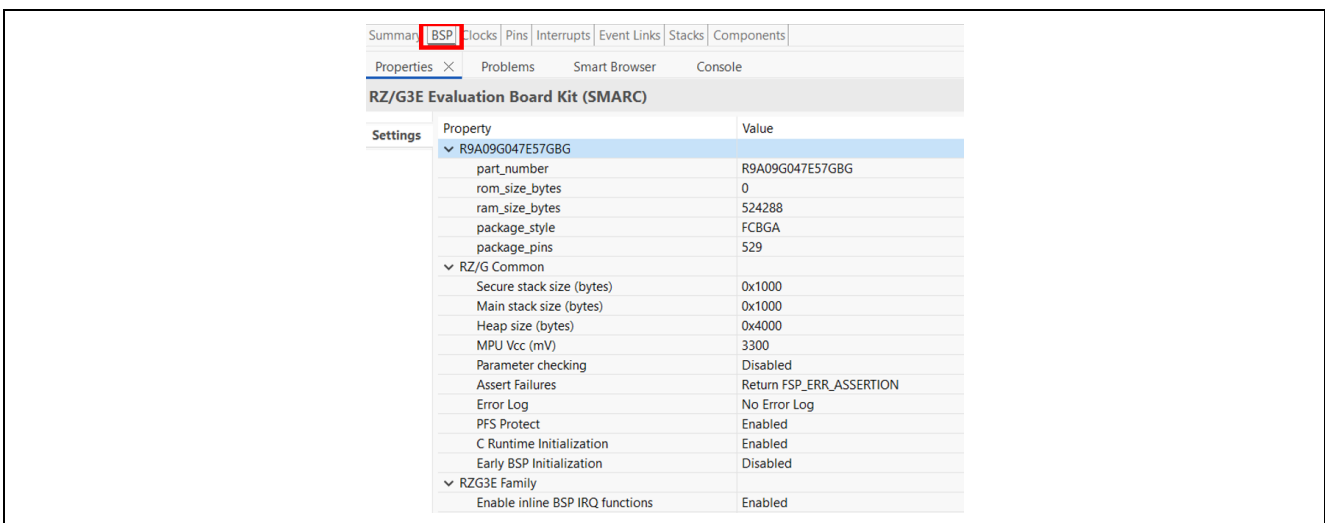 Summary BSP Clocks Pins Interrupts Event Links Stacks Components
Properties Problems Smart Browser Console
RZ/G3E Evaluation Board Kit (SMARC)
Settings Property Value
R9A09G047E57GBG
part_number R9A09G047E57GBG
rom_size_bytes 0
ram_size_bytes 524288
package_style FCBGA
package_pins 529
RZ/G Common
Secure stack size (bytes) 0x1000
Main stack size (bytes) 0x1000
Heap size (bytes) 0x4000
MPU Vcc (mV) 3300
Parameter checking Disabled
Assert Failures Return FSP_ERR_ASSERTION
Error Log No Error Log
PFS Protect Enabled
C Runtime Initialization Enabled
Early BSP Initialization Disabled
RZG3E Family
Enable inline BSP IRQ functions Enabled